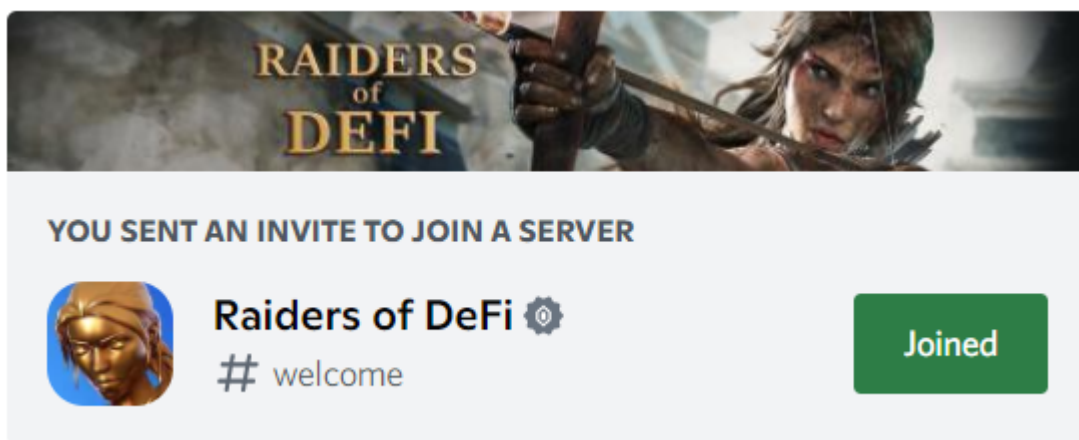 RAIDERS
of
DEFI
YOU SENT AN INVITE TO JOIN A SERVER
Raiders of DeFi
# welcome
Joined